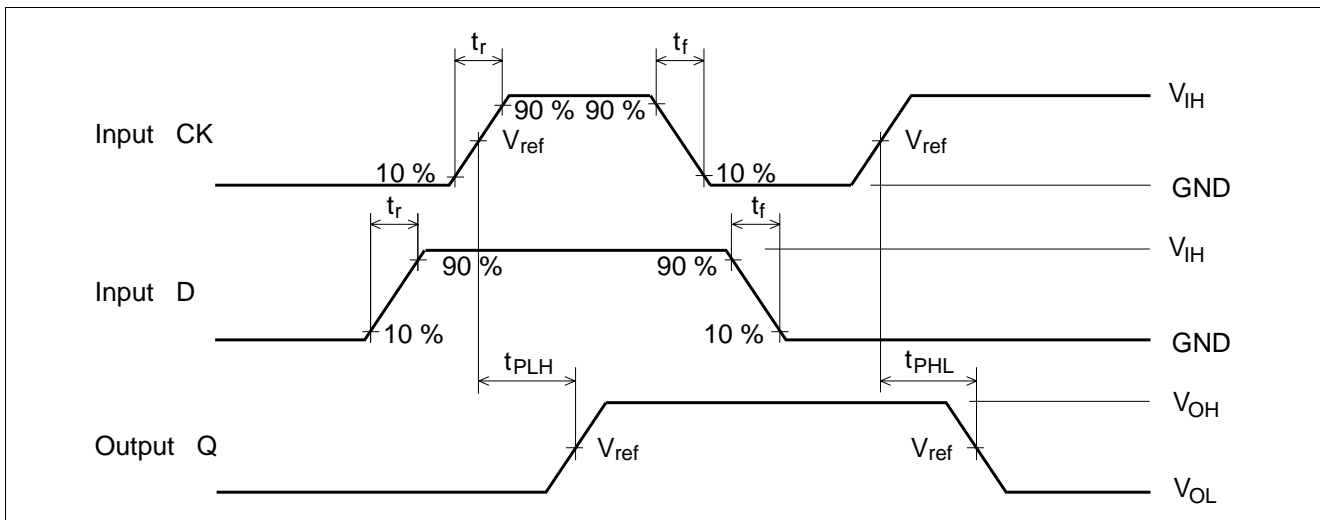 tr tf
VIH
90 % 90 %
Input CK Vref Vref
10 % 10 %
GND
tr tf
VIH
90 % 90 %
Input D
10 % 10 %
GND
tPLH tPHL
VOH
Output Q Vref Vref
VOL